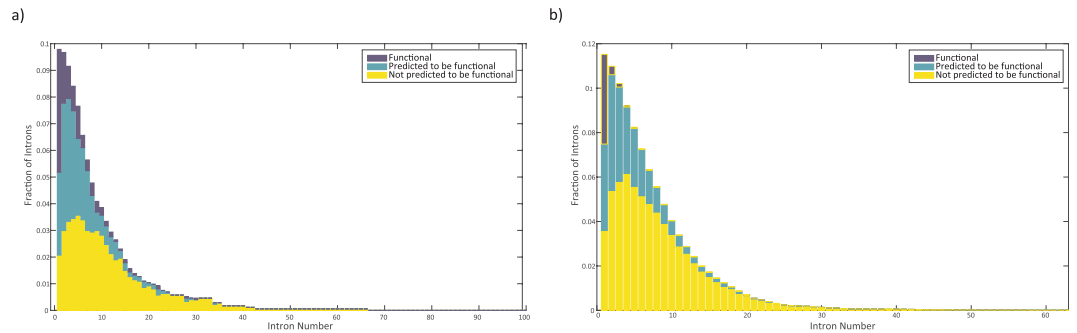 a)
0.1
0.09
0.08
0.07
0.06
0.05
0.04
0.03
0.02
0.01
0
Fraction of Introns
0 10 20 30 40 50 60 70 80 90 100
Intron Number
Functional
Predicted to be functional
Not predicted to be functional
b)
0.12
0.1
0.08
0.06
0.04
0.02
0
Fraction of Introns
0 10 20 30 40 50 60
Intron Number
Functional
Predicted to be functional
Not predicted to be functional